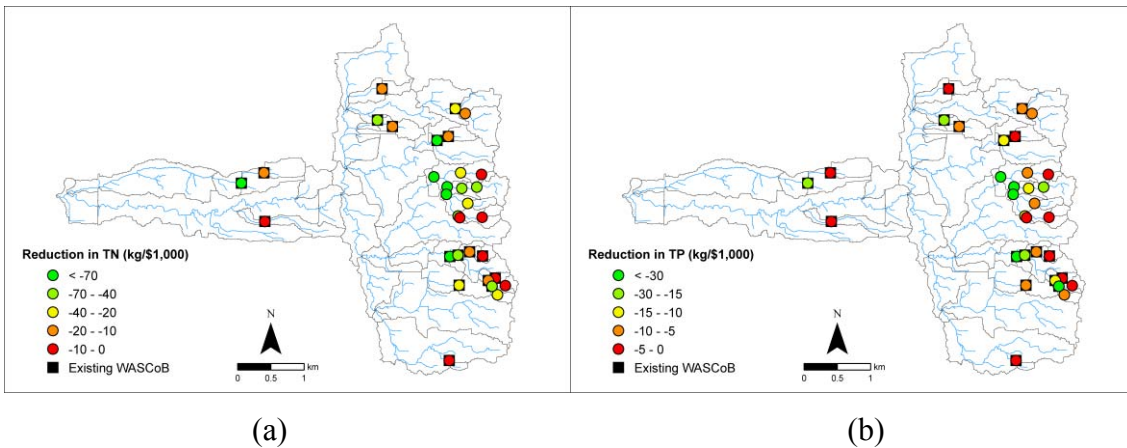 N
Reduction in TN (kg/$1,000)
< -70
-70 - -40
-40 - -20
-20 - -10
-10 - 0
Existing WASCoB
km
0 0.5 1
N
Reduction in TP (kg/$1,000)
< -30
-30 - -15
-15 - -10
-10 - -5
-5 - 0
Existing WASCoB
km
0 0.5 1
(a) (b)